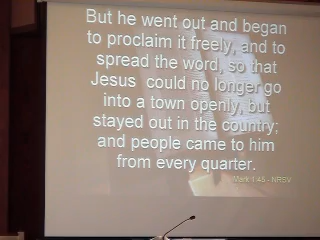 But he went out and began
to proclaim it freely, and to
spread the word, so that
Jesus could no longer go
into a town openly, but
stayed out in the country;
and people came to him
from every quarter.
Mark 1:45 - NRSV